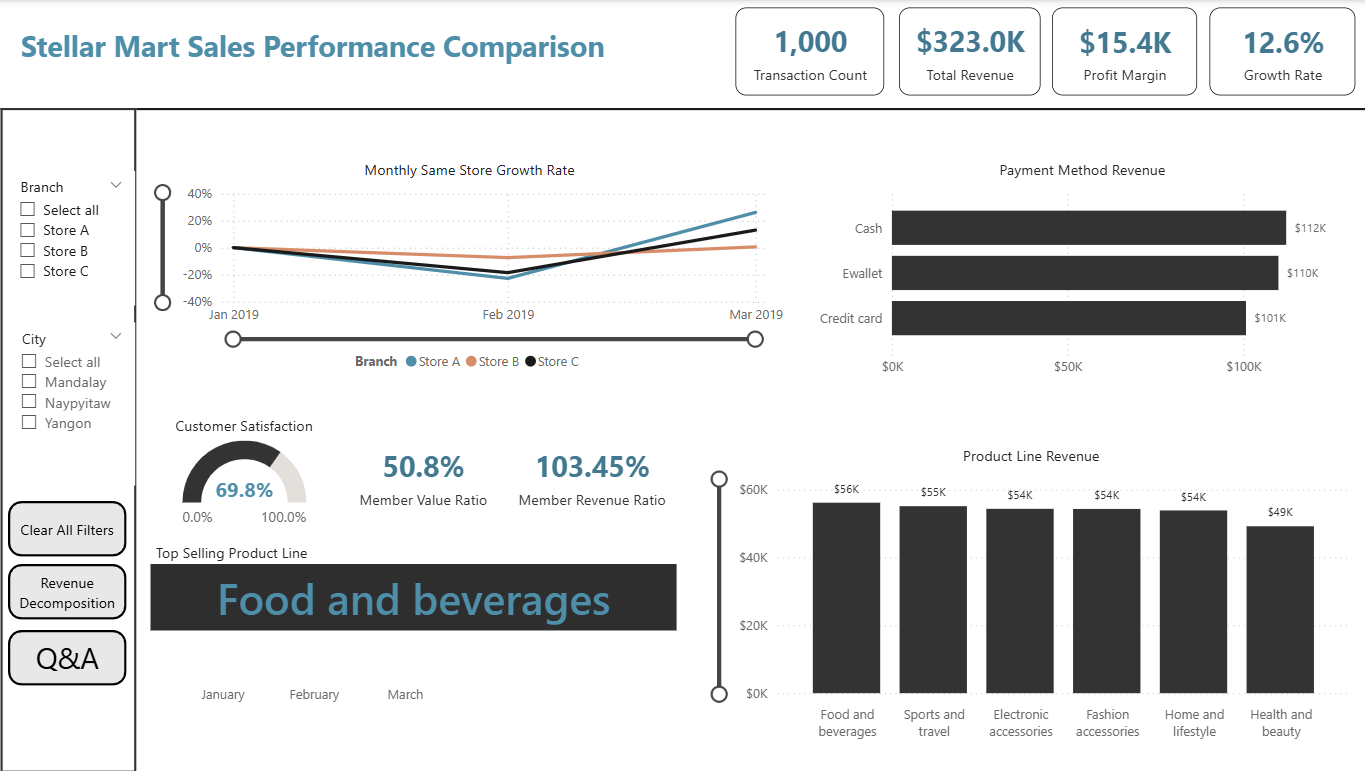 Stellar Mart Sales Performance Comparison
1,000
Transaction Count
$323.0K
Total Revenue
$15.4K
Profit Margin
12.6%
Growth Rate
Branch
Select all
Store A
Store B
Store C
City
Select all
Mandalay
Naypyitaw
Yangon
Clear All Filters
Revenue
Decomposition
Q&A
Monthly Same Store Growth Rate
40%
20%
0%
-20%
-40%
Jan 2019 Feb 2019 Mar 2019
Branch Store A Store B Store C
Payment Method Revenue
Cash $112K
Ewallet $110K
Credit card $101K
$0K $50K $100K
Customer Satisfaction
69.8%
0.0% 100.0%
50.8%
Member Value Ratio
103.45%
Member Revenue Ratio
Top Selling Product Line
Food and beverages
January February March
Product Line Revenue
$60K
$40K
$20K
$0K
$56K $55K $54K $54K $54K $49K
Food and
beverages
Sports and
travel
Electronic
accessories
Fashion
accessories
Home and
lifestyle
Health and
beauty